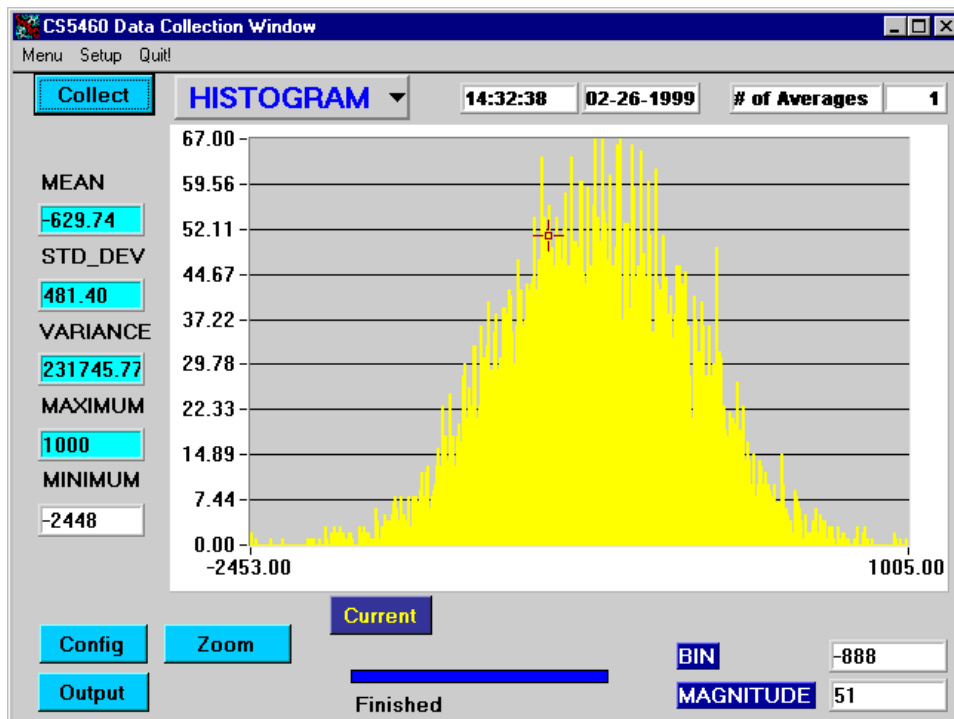 CS5460 Data Collection Window
Menu Setup Quit!
Collect HISTOGRAM 14:32:38 02-26-1999 # of Averages 1
67.00
59.56
52.11
44.67
37.22
29.78
22.33
14.89
7.44
0.00
-2453.00 1005.00
MEAN
-629.74
STD_DEV
481.40
VARIANCE
231745.77
MAXIMUM
1000
MINIMUM
-2448
Current
Config Zoom
Output
Finished
BIN -888
MAGNITUDE 51